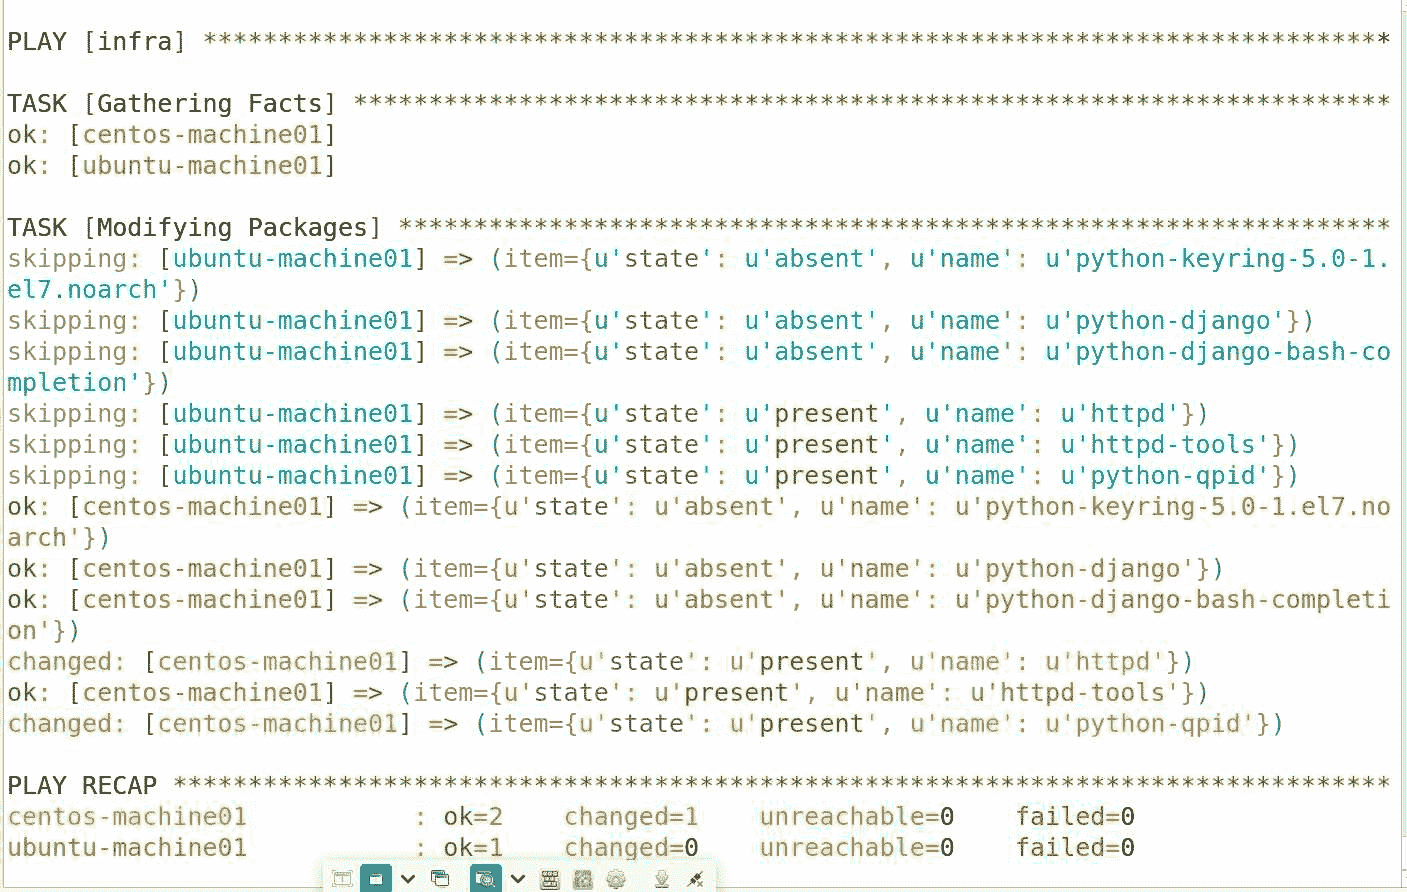 PLAY [infra] *******************************************************************************
TASK [Gathering Facts] *********************************************************************
ok: [centos-machine01]
ok: [ubuntu-machine01]
TASK [Modifying Packages] ******************************************************************
skipping: [ubuntu-machine01] => (item={u'state': u'absent', u'name': u'python-keyring-5.0-1.
el7.noarch'})
skipping: [ubuntu-machine01] => (item={u'state': u'absent', u'name': u'python-django'})
skipping: [ubuntu-machine01] => (item={u'state': u'absent', u'name': u'python-django-bash-co
mpletion'})
skipping: [ubuntu-machine01] => (item={u'state': u'present', u'name': u'httpd'})
skipping: [ubuntu-machine01] => (item={u'state': u'present', u'name': u'httpd-tools'})
skipping: [ubuntu-machine01] => (item={u'state': u'present', u'name': u'python-qpid'})
ok: [centos-machine01] => (item={u'state': u'absent', u'name': u'python-keyring-5.0-1.el7.no
arch'})
ok: [centos-machine01] => (item={u'state': u'absent', u'name': u'python-django'})
ok: [centos-machine01] => (item={u'state': u'absent', u'name': u'python-django-bash-completi
on'})
changed: [centos-machine01] => (item={u'state': u'present', u'name': u'httpd'})
ok: [centos-machine01] => (item={u'state': u'present', u'name': u'httpd-tools'})
changed: [centos-machine01] => (item={u'state': u'present', u'name': u'python-qpid'})
PLAY RECAP *********************************************************************************
centos-machine01           : ok=2    changed=1    unreachable=0    failed=0
ubuntu-machine01           : ok=1    changed=0    unreachable=0    failed=0